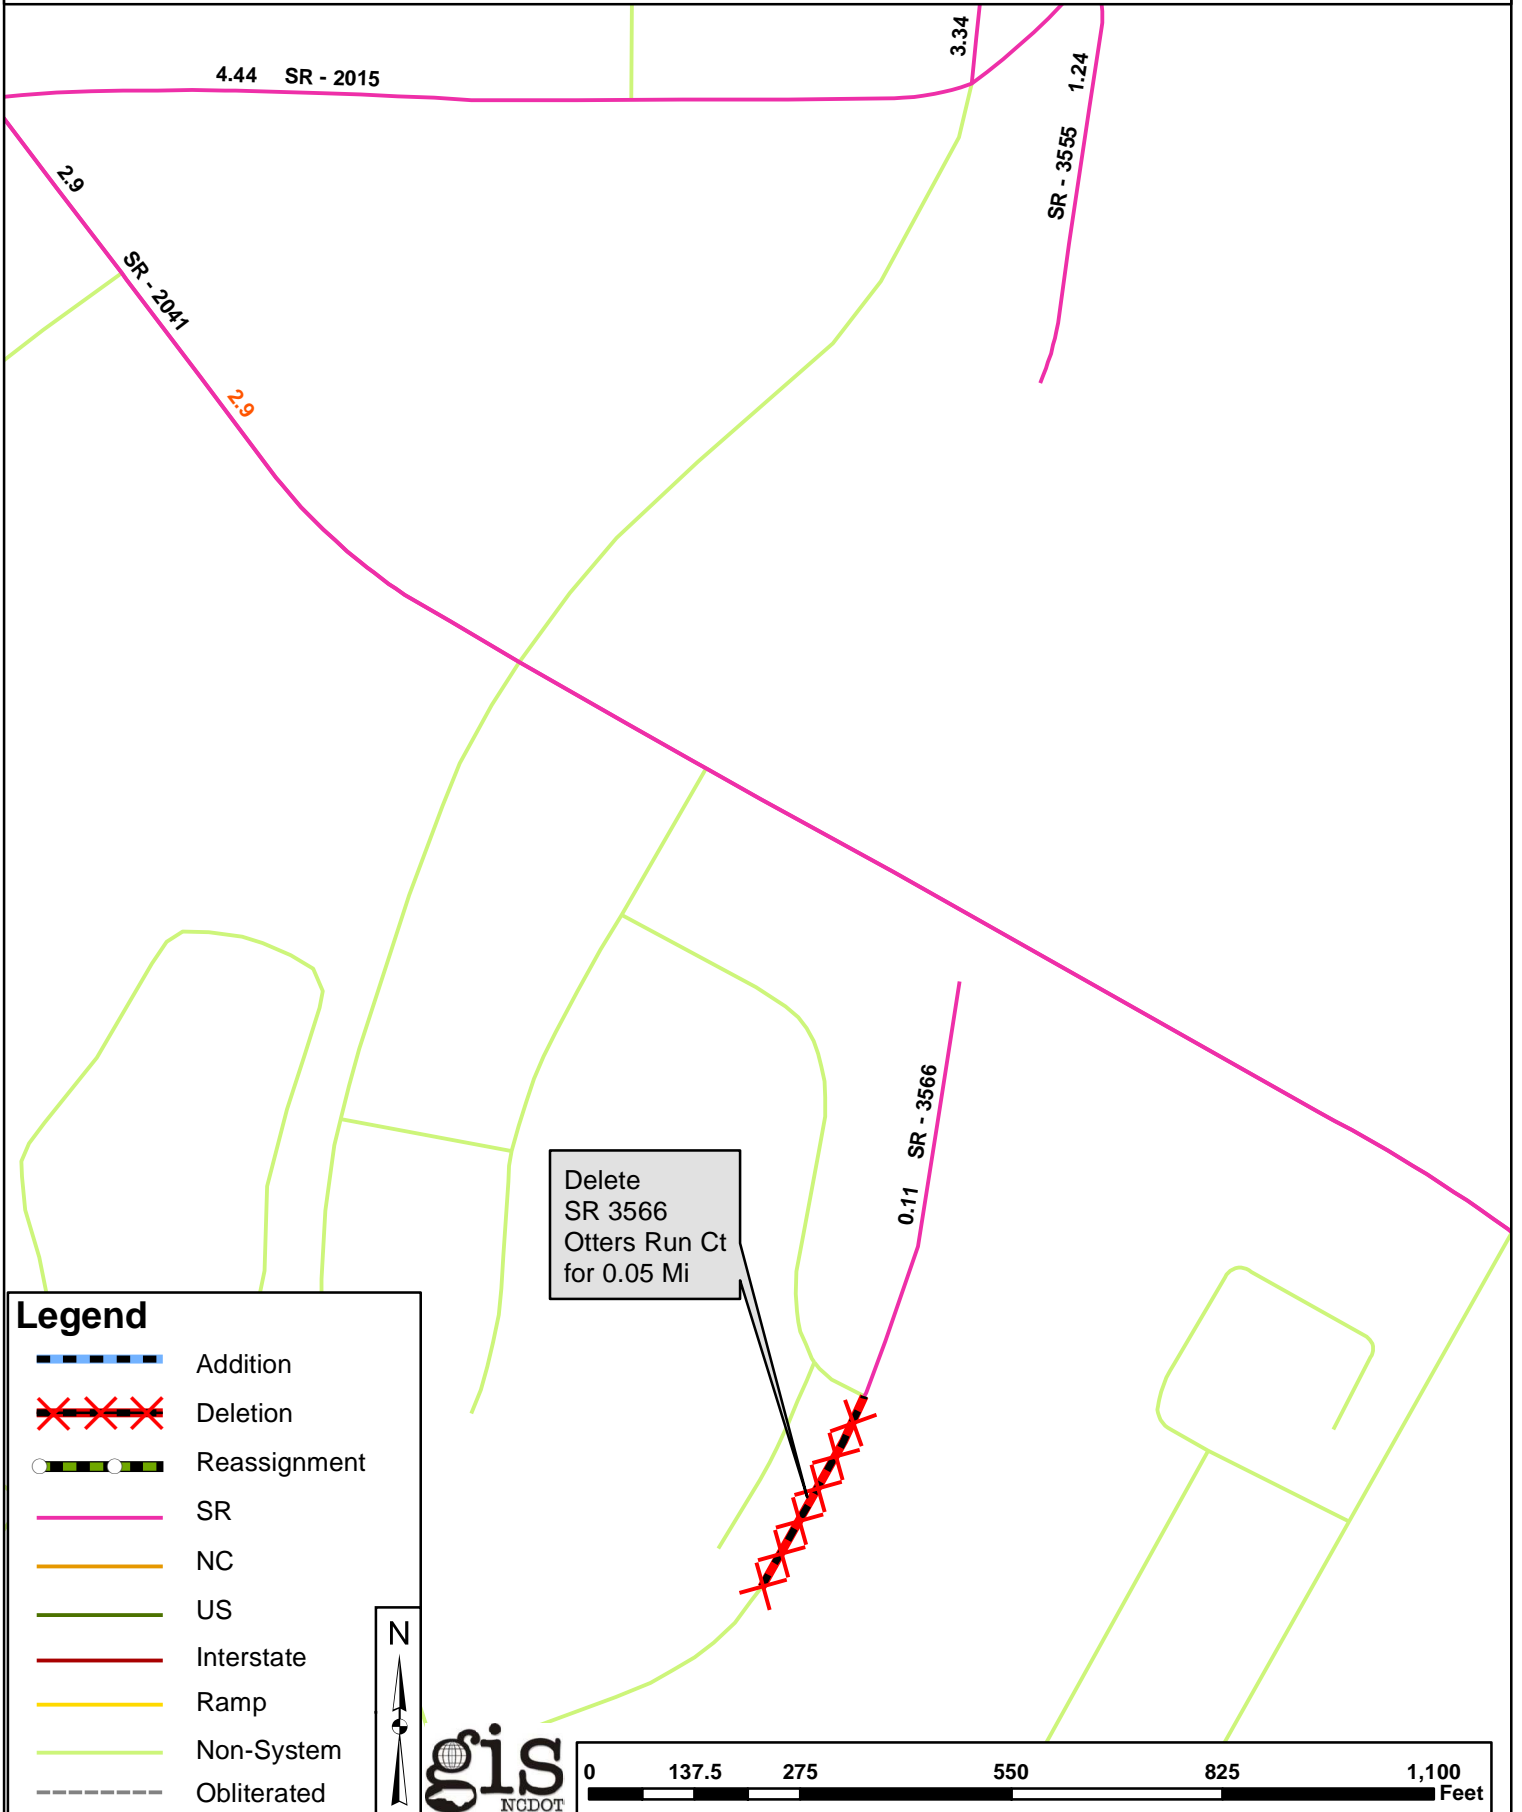 3.34
4.44 SR - 2015
1.24
SR - 3555
2.9
SR - 2041
2.9
SR - 3566
0.11
Delete
SR 3566
Otters Run Ct
for 0.05 Mi
Legend
Addition
Deletion
Reassignment
SR
NC
US
Interstate
Ramp
Non-System
Obliterated
N
gis
NCDOT
0 137.5 275 550 825 1,100
Feet